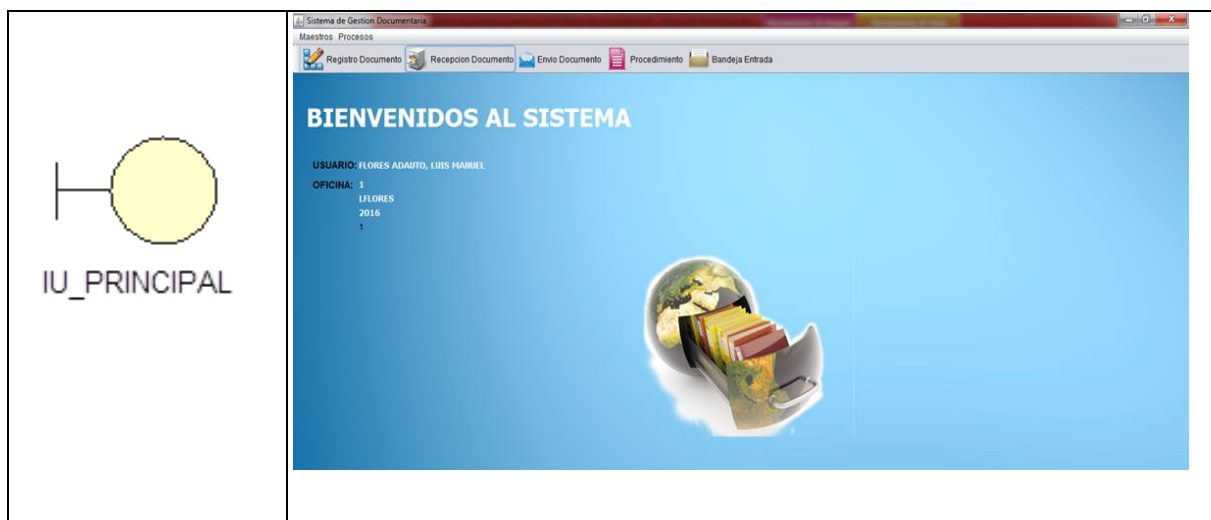 IU_PRINCIPAL
Sistema de Gestion Documentaria
Maestros Procesos
Registro Documento Recepcion Documento Envio Documento Procedimiento Bandeja Entrada
BIENVENIDOS AL SISTEMA
USUARIO: FLORES ADAUTO, LUIS MANUEL
OFICINA: 1
LFLORES
2016
1